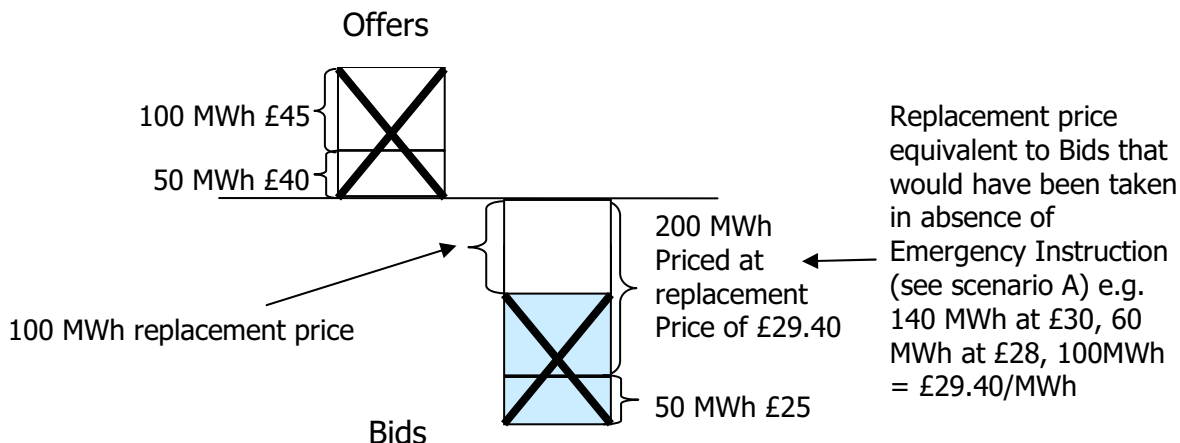 Offers
100 MWh £45
50 MWh £40
100 MWh replacement price
200 MWh
Priced at
replacement
Price of £29.40
50 MWh £25
Bids
Replacement price
equivalent to Bids that
would have been taken
in absence of
Emergency Instruction
(see scenario A) e.g.
140 MWh at £30, 60
MWh at £28, 100MWh
= £29.40/MWh